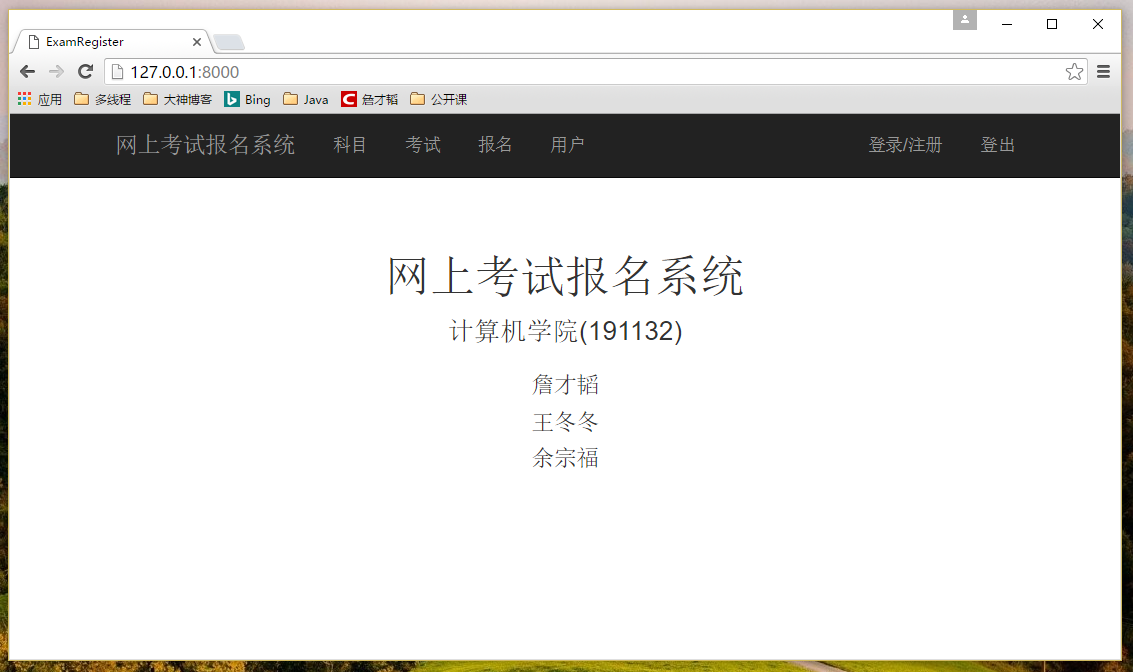 ExamRegister
127.0.0.1:8000
应用 多线程 大神博客 Bing Java 詹才韬 公开课
网上考试报名系统 科目 考试 报名 用户 登录/注册 登出
网上考试报名系统
计算机学院(191132)
詹才韬
王冬冬
余宗福